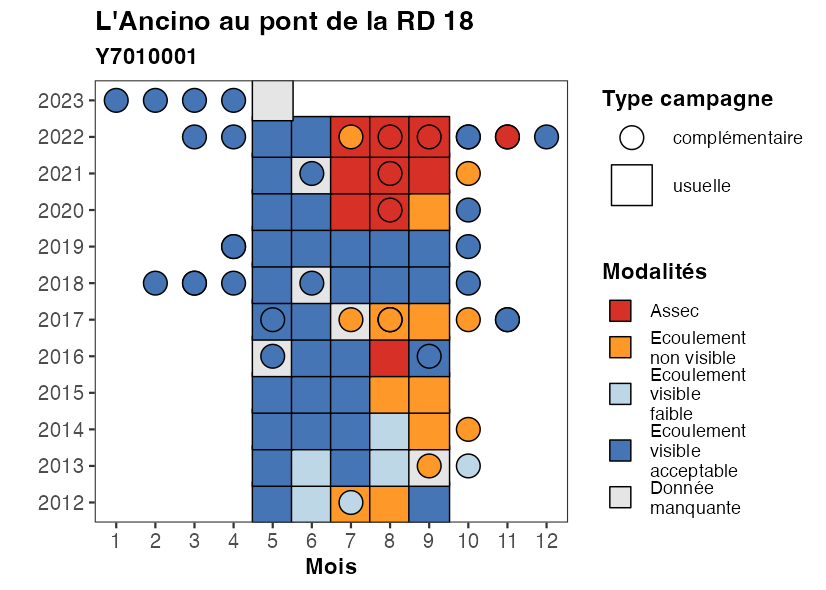 L'Ancino au pont de la RD 18
Y7010001
2023
2022
2021
2020
2019
2018
2017
2016
2015
2014
2013
2012
1 2 3 4 5 6 7 8 9 10 11 12
Mois
Type campagne
complémentaire
usuelle
Modalités
Assec
Ecoulement
non visible
Ecoulement
visible
faible
Ecoulement
visible
acceptable
Donnée
manquante